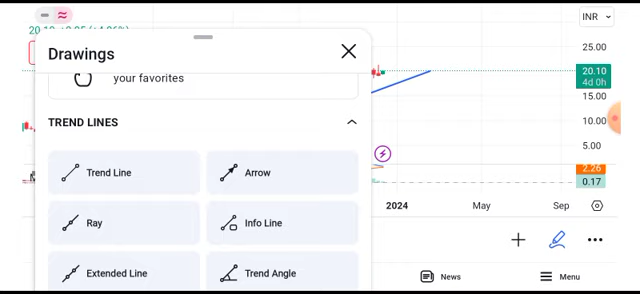 INR
25.00
Drawings
20.10
4d 0h
your favorites
15.00
TREND LINES
10.00
5.00
2.26
0.17
Trend Line
Arrow
2024
May
Sep
Ray
Info Line
Extended Line
Trend Angle
News
Menu